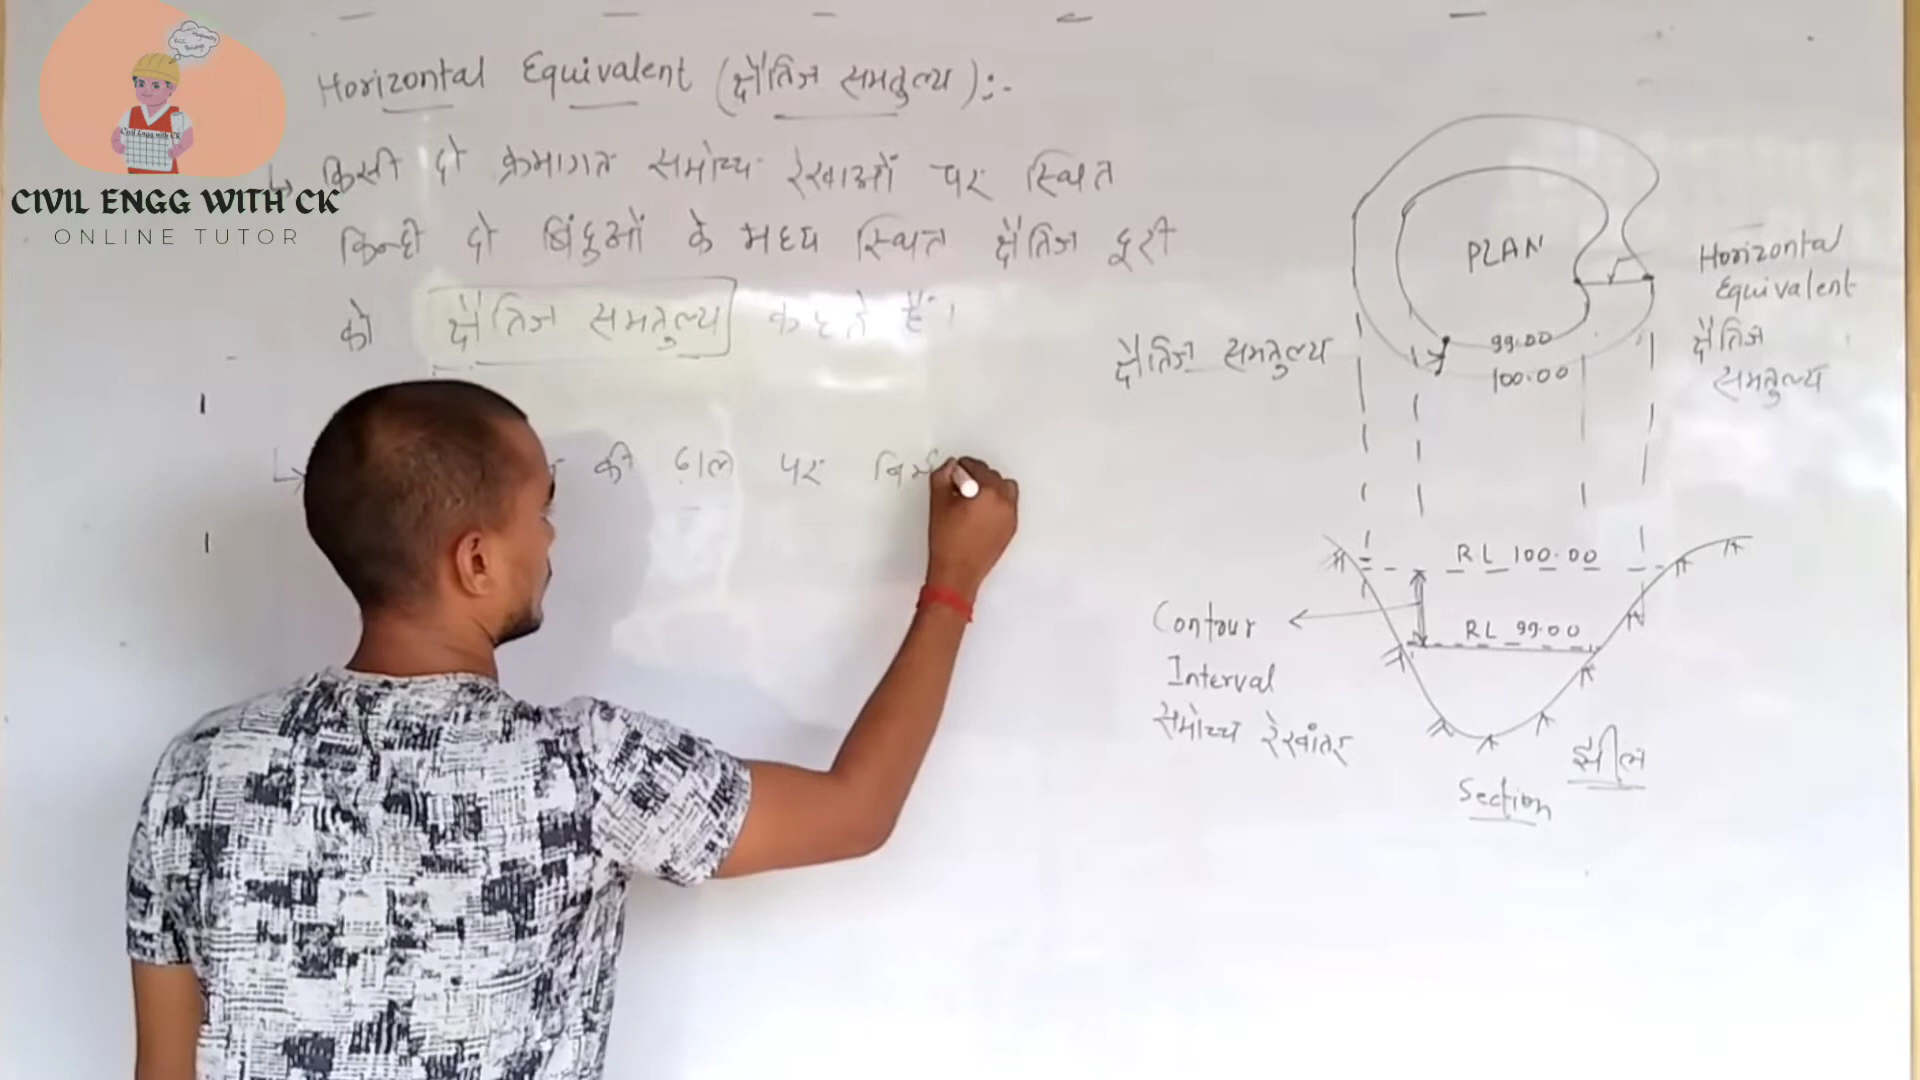 CIVIL ENGG WITH CK
ONLINE TUTOR
Horizontal Equivalent (क्षैतिज समतुल्य) :-
किसी दो क्रमागत समोच्च रेखाओं पर स्थित
किन्ही दो बिंदुओं के मध्य स्थित क्षैतिज दूरी
को क्षैतिज समतुल्य कहते हैं।
की ढाल पर
PLAN
99.00
100.00
Horizontal
Equivalent
क्षैतिज
समतुल्य
क्षैतिज समतुल्य
RL 100.00
RL 99.00
Contour
Interval
समोच्च रेखांतर
झील
Section